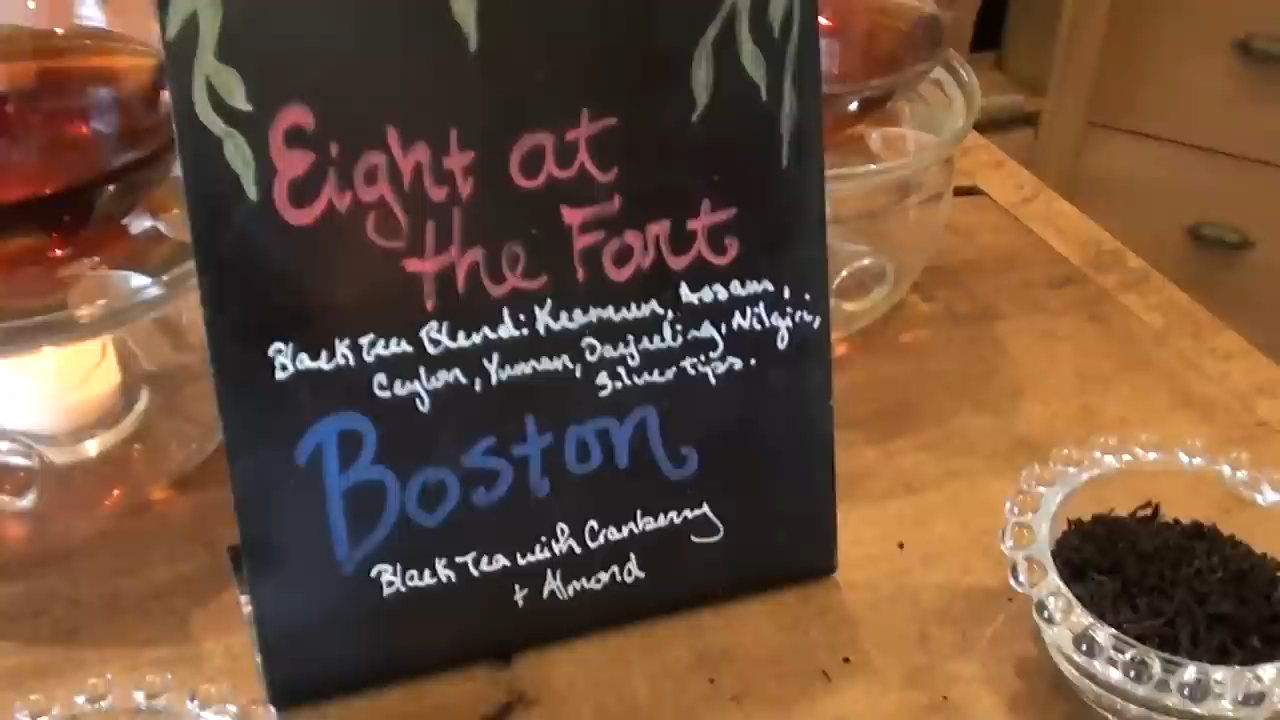 Eight at
the Fort
Black Tea Blend: Keemun, Assam,
Ceylon, Yunnan, Darjeeling, Nilgiri,
Silver Tips.
Boston
Black Tea with Cranberry
+ Almond